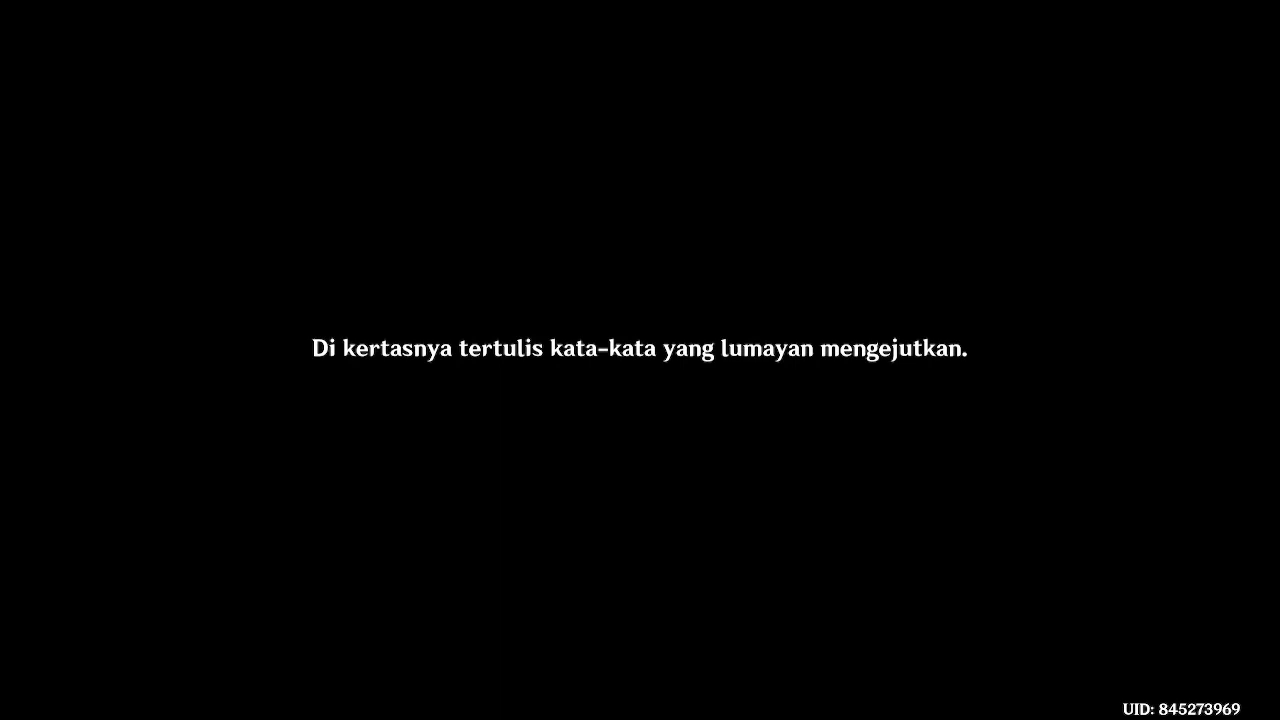 Di kertasnya tertulis kata-kata yang lumayan mengejutkan.
UID: 845273969